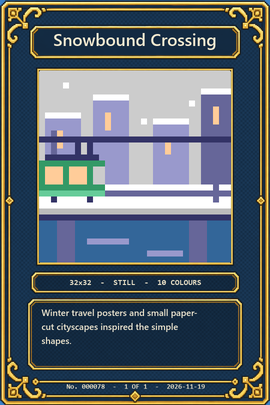 Snowbound Crossing
32x32 - STILL - 10 COLOURS
Winter travel posters and small paper-
cut cityscapes inspired the simple
shapes.
No. 000078 - 1 OF 1 - 2026-11-19